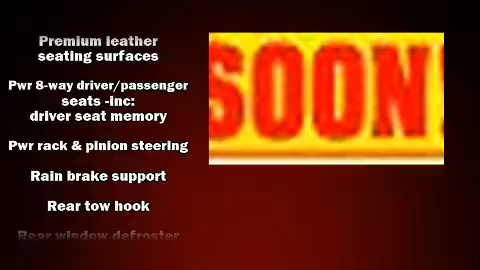 Premium leather
seating surfaces
Pwr 8-way driver/passenger
seats -inc:
driver seat memory
Pwr rack & pinion steering
Rain brake support
Rear tow hook
Rear window defroster
SOON!